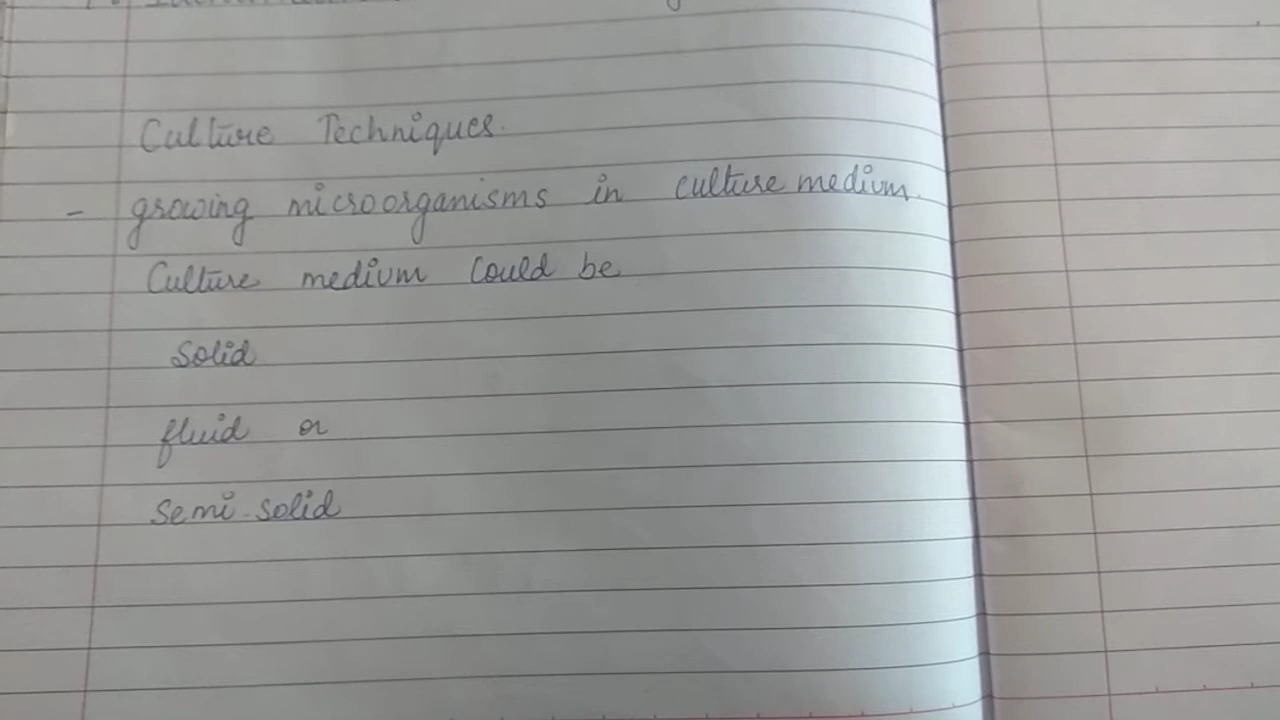 Culture Techniques.
- growing microorganisms in culture medium.
Culture medium could be
Solid
fluid or
Semi-solid